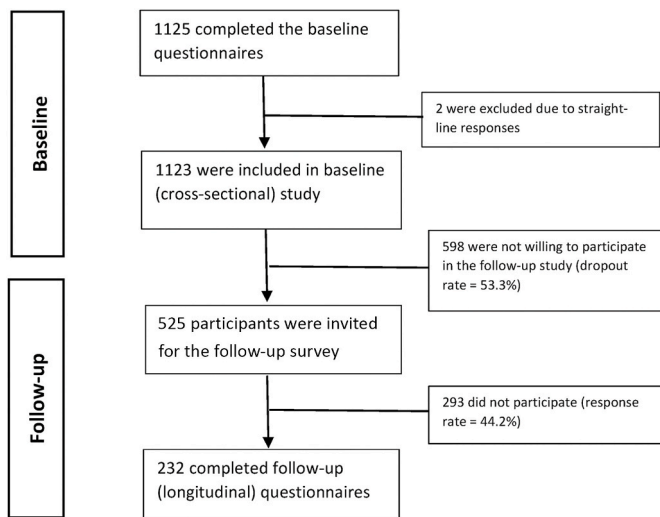 Baseline
1125 completed the baseline
questionnaires
2 were excluded due to straight-
line responses
1123 were included in baseline
(cross-sectional) study
598 were not willing to participate
in the follow-up study (dropout
rate = 53.3%)
Follow-up
525 participants were invited
for the follow-up survey
293 did not participate (response
rate = 44.2%)
232 completed follow-up
(longitudinal) questionnaires